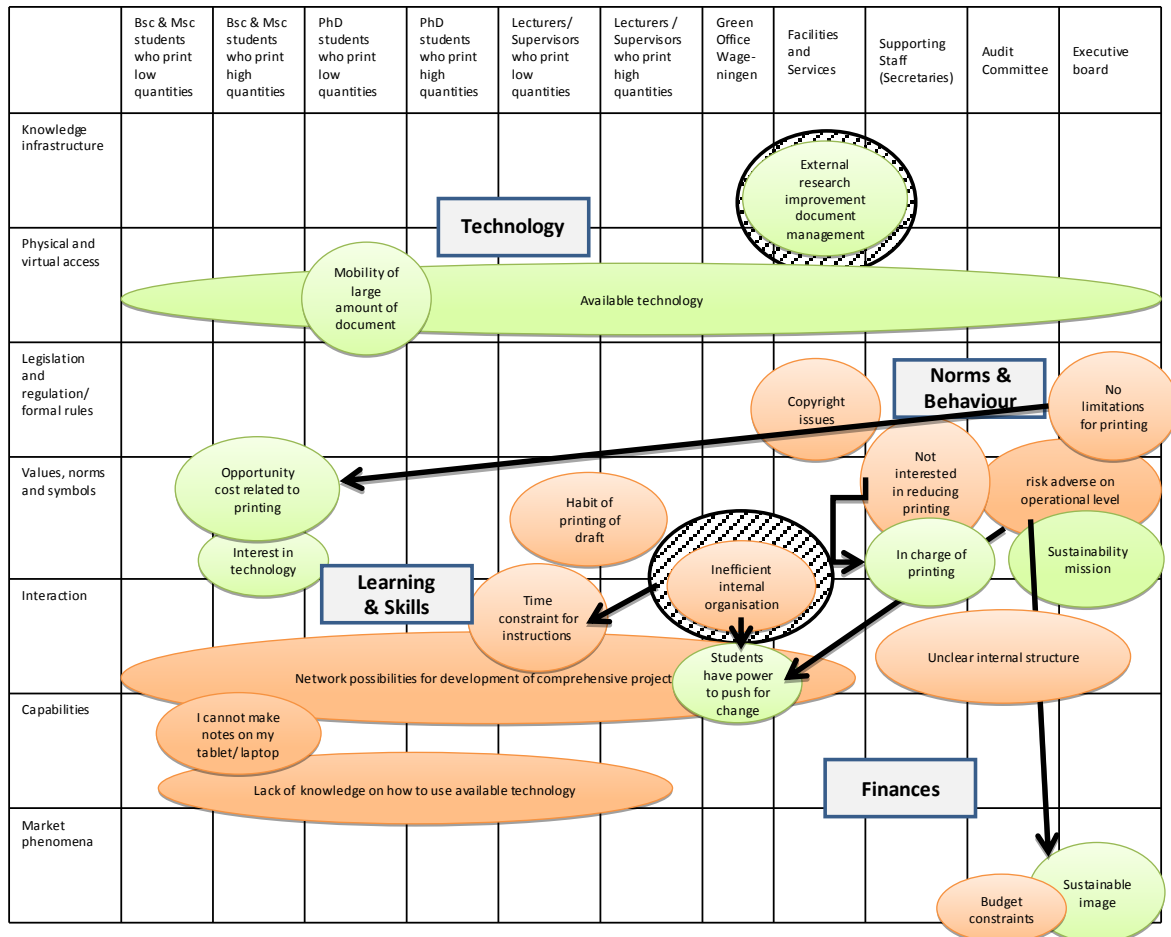 Bsc & Msc
students
who print
low
quantities
Bsc & Msc
students
who print
high
quantities
PhD
students
who print
low
quantities
PhD
students
who print
high
quantities
Lecturers/
Supervisors
who print
low
quantities
Lecturers /
Supervisors
who print
high
quantities
Green
Office
Wage-
ningen
Facilities
and
Services
Supporting
Staff
(Secretaries)
Audit
Committee
Executive
board
Knowledge
infrastructure
External
research
improvement
document
management
Technology
Physical and
virtual access
Mobility of
large
amount of
document
Available technology
Legislation
and
regulation/
formal rules
Copyright
issues
Norms &
Behaviour
No
limitations
for printing
Values, norms
and symbols
Opportunity
cost related to
printing
Interest in
technology
Habit of
printing of
draft
Not
interested
in reducing
printing
risk adverse on
operational level
In charge of
printing
Sustainability
mission
Inefficient
internal
organisation
Learning
& Skills
Interaction
Time
constraint for
instructions
Network possibilities for development of comprehensive project
Students
have power
to push for
change
Unclear internal structure
Capabilities
I cannot make
notes on my
tablet/ laptop
Lack of knowledge on how to use available technology
Finances
Market
phenomena
Budget
constraints
Sustainable
image